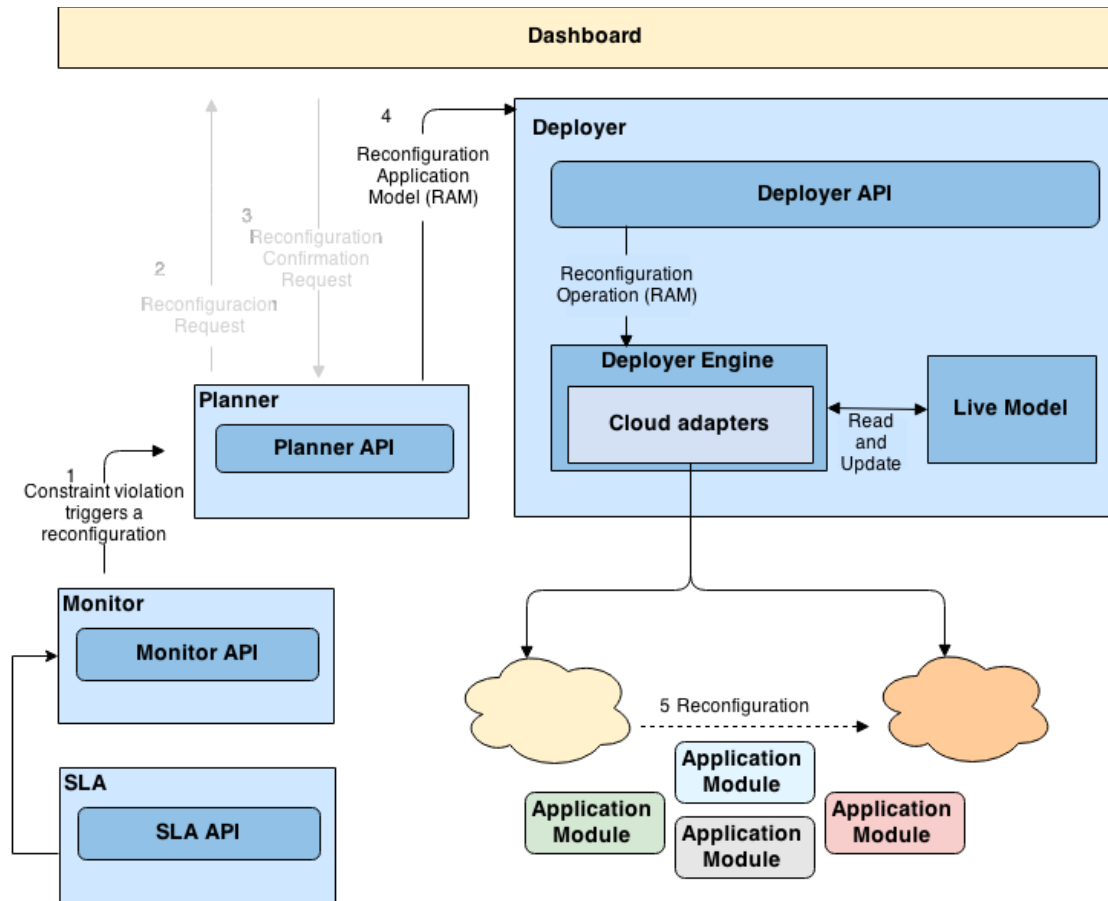 Dashboard
4
Reconfiguration
Application
Model (RAM)
3
Reconfiguration
Confirmation
Request
2
Reconfiguracion
Request
Deployer
Deployer API
Reconfiguration
Operation (RAM)
Deployer Engine
Cloud adapters
Read
and
Update
Live Model
Planner
Planner API
1
Constraint violation
triggers a
reconfiguration
Monitor
Monitor API
SLA
SLA API
5 Reconfiguration
Application
Module
Application
Module
Application
Module
Application
Module